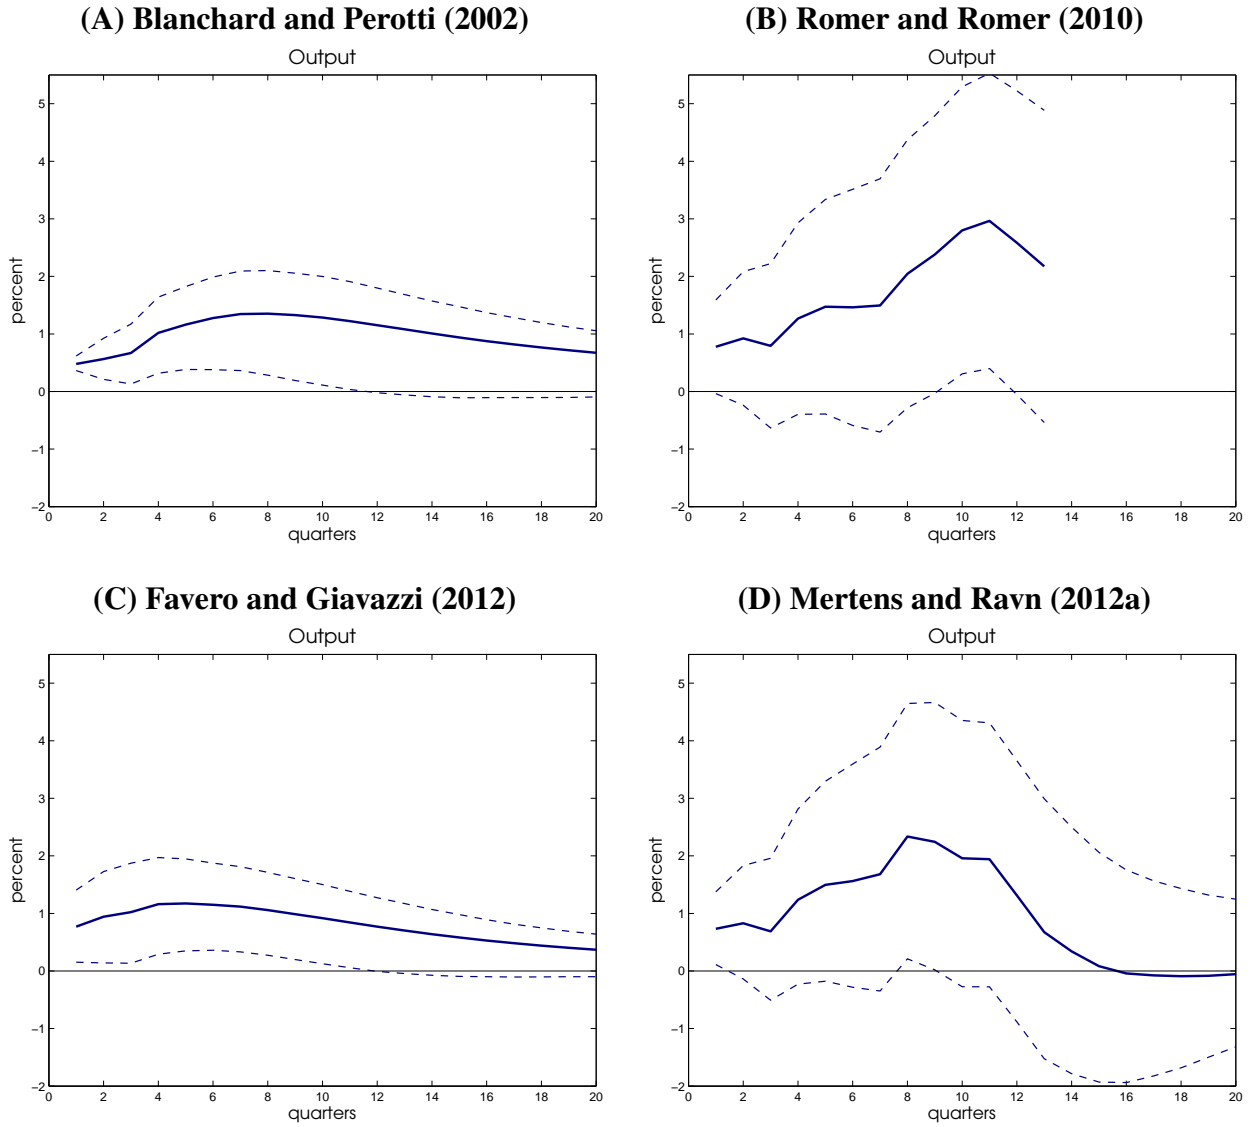 (A) Blanchard and Perotti (2002)
Output
percent
5
4
3
2
1
0
−1
−2
0 2 4 6 8 10 12 14 16 18 20
quarters
(B) Romer and Romer (2010)
Output
percent
5
4
3
2
1
0
−1
−2
0 2 4 6 8 10 12 14 16 18 20
quarters
(C) Favero and Giavazzi (2012)
Output
percent
5
4
3
2
1
0
−1
−2
0 2 4 6 8 10 12 14 16 18 20
quarters
(D) Mertens and Ravn (2012a)
Output
percent
5
4
3
2
1
0
−1
−2
0 2 4 6 8 10 12 14 16 18 20
quarters